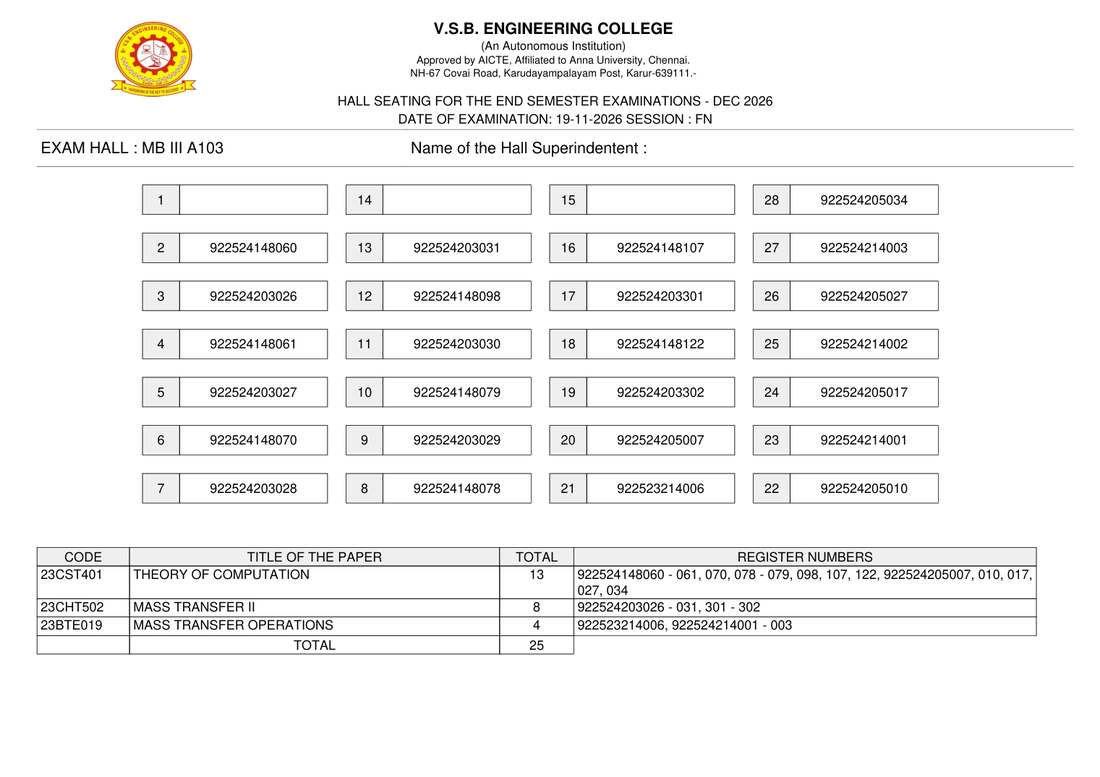 V.S.B. ENGINEERING COLLEGE
(An Autonomous Institution)
Approved by AICTE, Affiliated to Anna University, Chennai.
NH-67 Covai Road, Karudayampalayam Post, Karur-639111.-
HALL SEATING FOR THE END SEMESTER EXAMINATIONS - DEC 2026
DATE OF EXAMINATION: 19-11-2026 SESSION : FN
EXAM HALL : MB III A103 Name of the Hall Superindentent :
1 14 15 28 922524205034
2 922524148060 13 922524203031 16 922524148107 27 922524214003
3 922524203026 12 922524148098 17 922524203301 26 922524205027
4 922524148061 11 922524203030 18 922524148122 25 922524214002
5 922524203027 10 922524148079 19 922524203302 24 922524205017
6 922524148070 9 922524203029 20 922524205007 23 922524214001
7 922524203028 8 922524148078 21 922523214006 22 922524205010
CODE TITLE OF THE PAPER TOTAL REGISTER NUMBERS
23CST401 THEORY OF COMPUTATION 13 922524148060 - 061, 070, 078 - 079, 098, 107, 122, 922524205007, 010, 017,
027, 034
23CHT502 MASS TRANSFER II 8 922524203026 - 031, 301 - 302
23BTE019 MASS TRANSFER OPERATIONS 4 922523214006, 922524214001 - 003
TOTAL 25